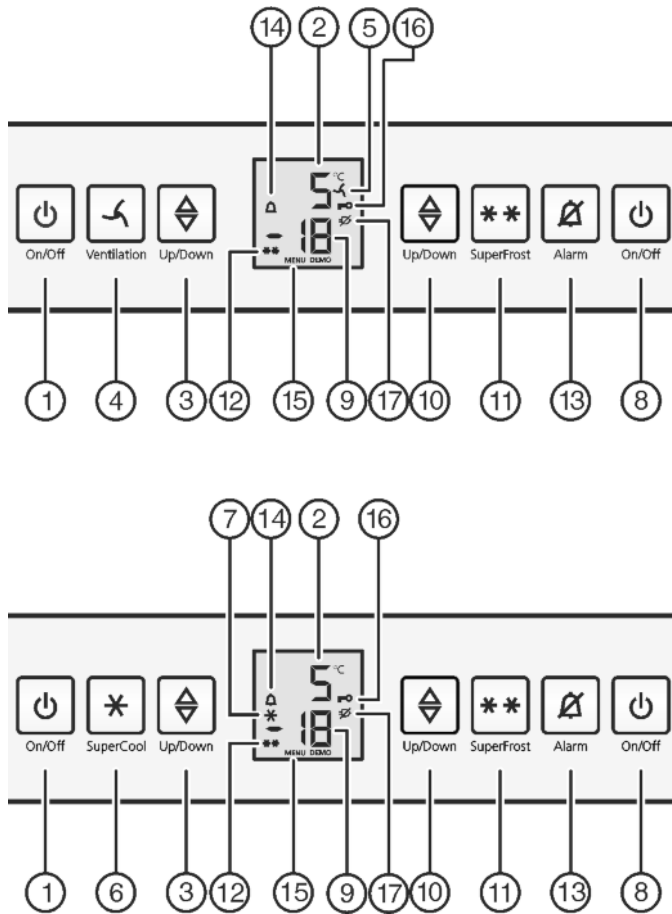 14 2 5 16
5 °C
18
MENU DEMO
On/Off Ventilation Up/Down Up/Down SuperFrost Alarm On/Off
1 4 3 12 15 9 17 10 11 13 8
7 14 2 16
5 °C
18
MENU DEMO
On/Off SuperCool Up/Down Up/Down SuperFrost Alarm On/Off
1 6 3 12 15 9 17 10 11 13 8